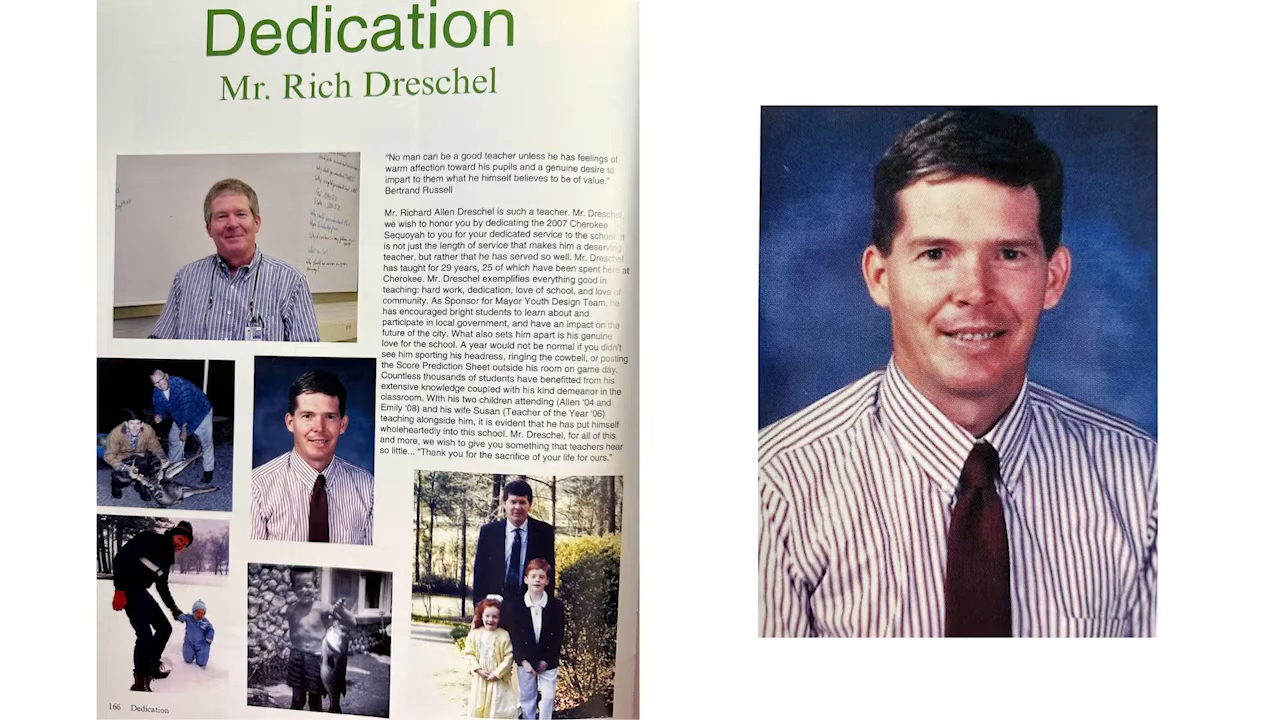 Dedication
Mr. Rich Dreschel
"No man can be a good teacher unless he has feelings of
warm affection toward his pupils and a genuine desire to
impart to them what he himself believes to be of value."
Bertrand Russell
Mr. Richard Allen Dreschel is such a teacher. Mr. Dreschel,
we wish to honor you by dedicating the 2007 Cherokee
Sequoyah to you for your dedicated service to the school. It
is not just the length of service that makes him a deserving
teacher, but rather that he has served so well. Mr. Dreschel
has taught for 29 years, 25 of which have been spent here at
Cherokee. Mr. Dreschel exemplifies everything good in
teaching: hard work, dedication, love of school, and love of
community. As Sponsor for Mayor Youth Design Team, he
has encouraged bright students to learn about and
participate in local government, and have an impact on the
future of the city. What also sets him apart is his genuine
love for the school. A year would not be normal if you didn't
see him sporting his headress, ringing the cowbell, or posting
the Score Prediction Sheet outside his room on game day.
Countless thousands of students have benefitted from his
extensive knowledge coupled with his kind demeanor in the
classroom. WIth his two children attending (Allen '04 and
Emily '08) and his wife Susan (Teacher of the Year '06)
teaching alongside him, it is evident that he has put himself
wholeheartedly into this school. Mr. Dreschel, for all of this
and more, we wish to give you something that teachers hear
so little... "Thank you for the sacrifice of your life for ours."
166 Dedication